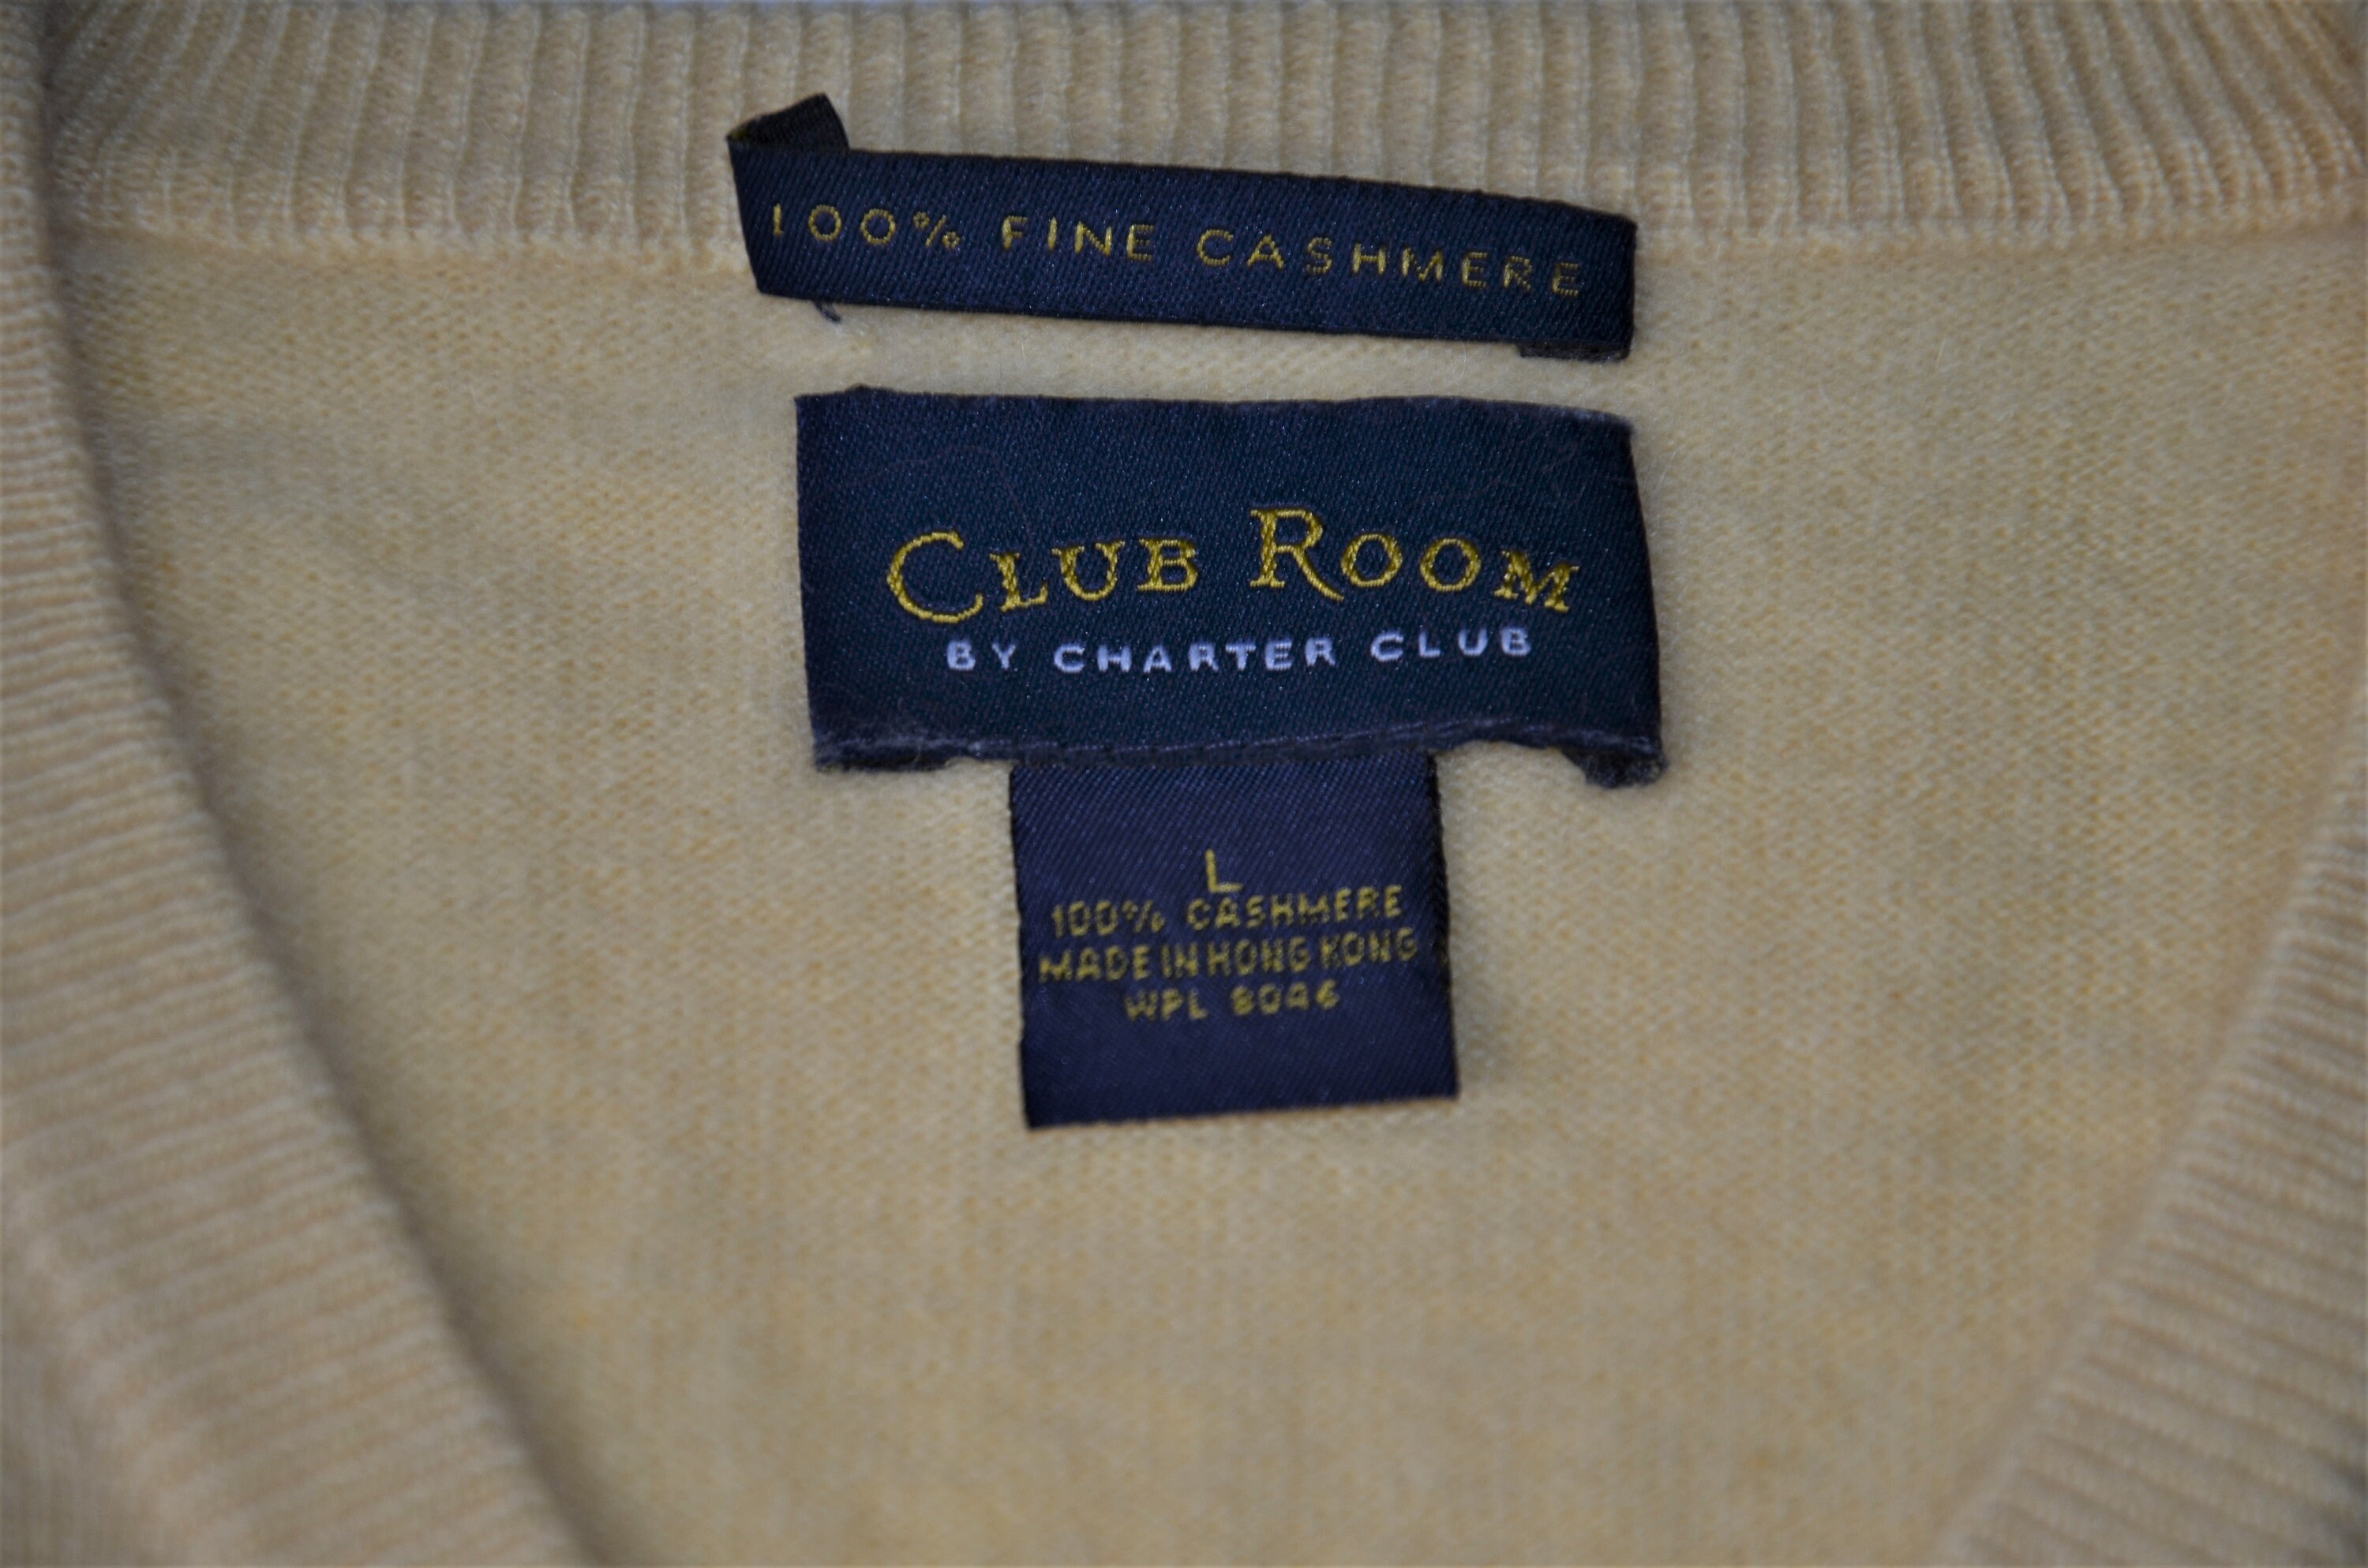 100% FINE CASHMERE
CLUB ROOM
BY CHARTER CLUB
L
100% CASHMERE
MADE IN HONG KONG
WPL 8046